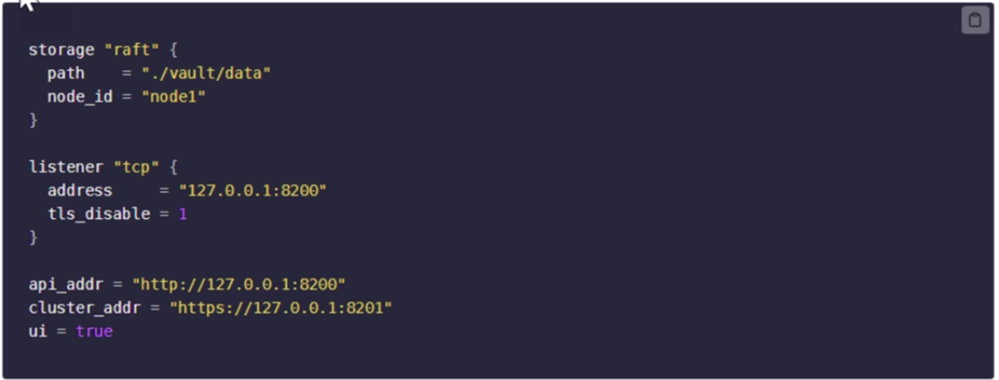 storage "raft" {
  path    = "./vault/data"
  node_id = "node1"
}
listener "tcp" {
  address     = "127.0.0.1:8200"
  tls_disable = 1
}
api_addr = "http://127.0.0.1:8200"
cluster_addr = "https://127.0.0.1:8201"
ui = true